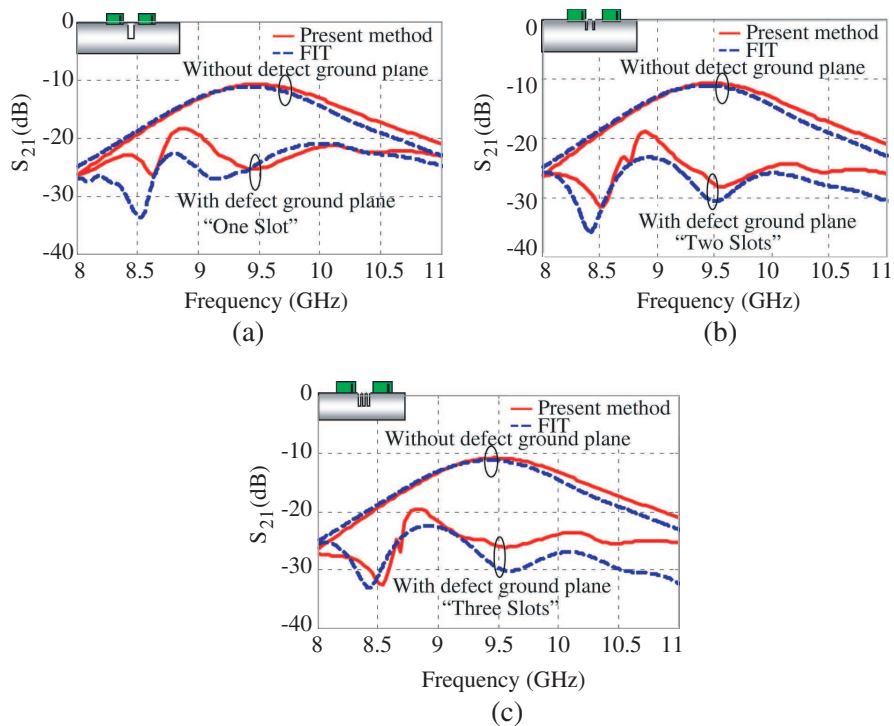 0
-10
-20
-30
-40
S21 (dB)
Present method
FIT
Without defect ground plane
With defect ground plane
“One Slot”
8 8.5 9 9.5 10 10.5 11
Frequency (GHz)
(a)
0
-10
-20
-30
-40
S21 (dB)
Present method
FIT
Without defect ground plane
With defect ground plane
“Two Slots”
8 8.5 9 9.5 10 10.5 11
Frequency (GHz)
(b)
0
-10
-20
-30
-40
S21 (dB)
Present method
FIT
Without defect ground plane
With defect ground plane
“Three Slots”
8 8.5 9 9.5 10 10.5 11
Frequency (GHz)
(c)